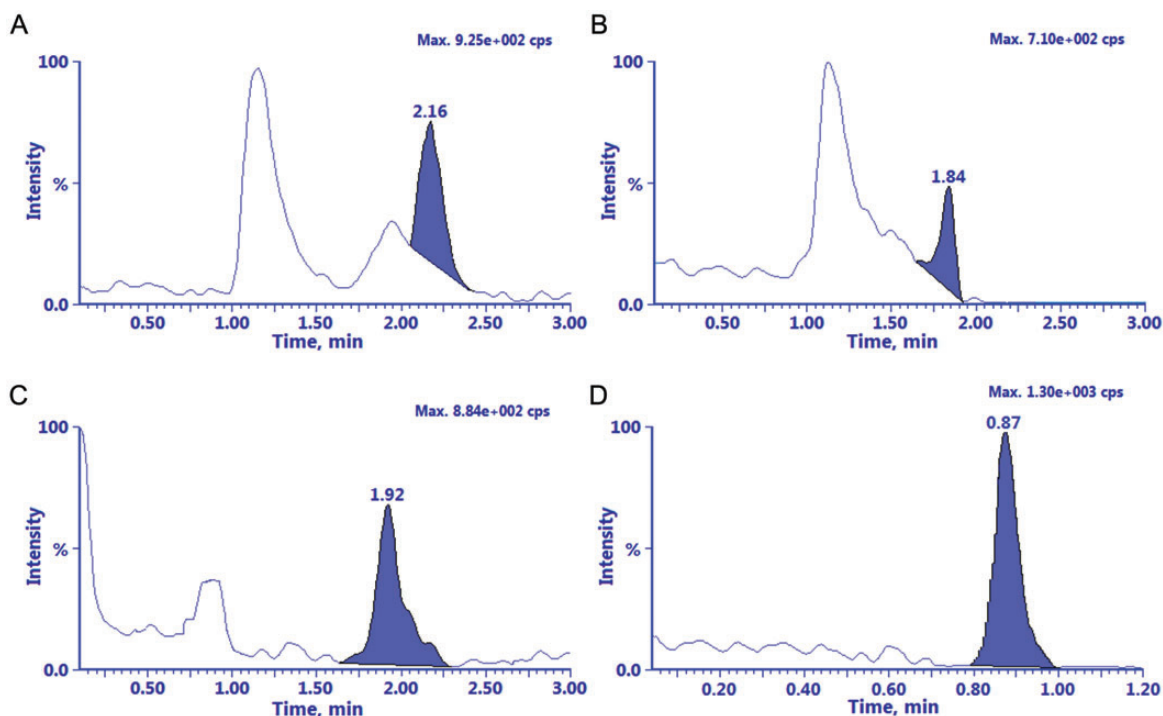 A
Max. 9.25e+002 cps
100
2.16
Intensity
%
0.0
0.50 1.00 1.50 2.00 2.50 3.00
Time, min
B
Max. 7.10e+002 cps
100
1.84
Intensity
%
0.0
0.50 1.00 1.50 2.00 2.50 3.00
Time, min
C
Max. 8.84e+002 cps
100
1.92
Intensity
%
0.0
0.50 1.00 1.50 2.00 2.50 3.00
Time, min
D
Max. 1.30e+003 cps
100
0.87
Intensity
%
0.0
0.20 0.40 0.60 0.80 1.00 1.20
Time, min